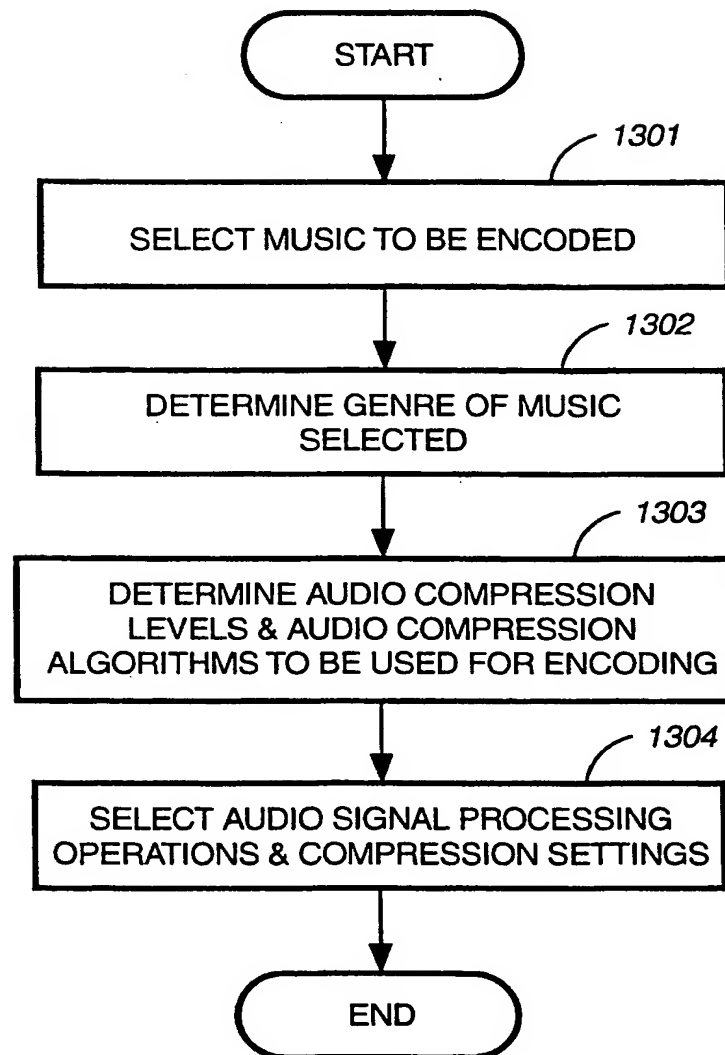 START
1301
SELECT MUSIC TO BE ENCODED
1302
DETERMINE GENRE OF MUSIC
SELECTED
1303
DETERMINE AUDIO COMPRESSION
LEVELS & AUDIO COMPRESSION
ALGORITHMS TO BE USED FOR ENCODING
1304
SELECT AUDIO SIGNAL PROCESSING
OPERATIONS & COMPRESSION SETTINGS
END